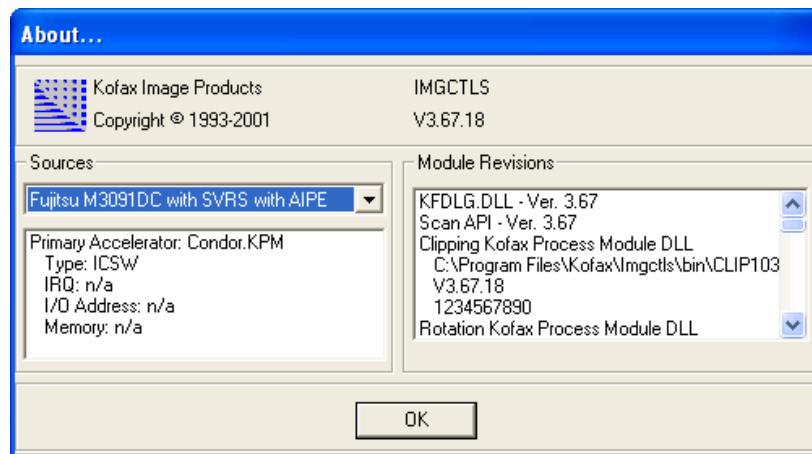 About...
Kofax Image Products
IMGCTLS
Copyright © 1993-2001
V3.67.18
Sources
Fujitsu M3091DC with SVRS with AIPE
Primary Accelerator: Condor.KPM
Type: ICSW
IRQ: n/a
I/O Address: n/a
Memory: n/a
Module Revisions
KFDLG.DLL - Ver. 3.67
Scan API - Ver. 3.67
Clipping Kofax Process Module DLL
C:\Program Files\Kofax\Imgctls\bin\CLIP103
V3.67.18
1234567890
Rotation Kofax Process Module DLL
OK